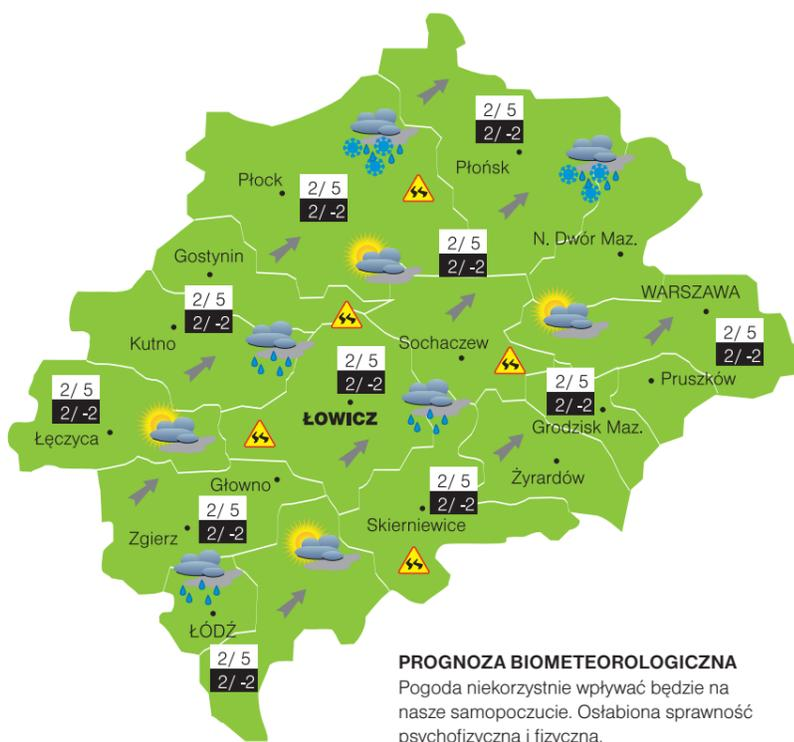 2/ 5
2/ -2
Płońsk
Płock
2/ 5
2/ -2
N. Dwór Maz.
2/ 5
2/ -2
Gostynin
WARSZAWA
2/ 5
2/ -2
Kutno
2/ 5
2/ -2
Sochaczew
2/ 5
2/ -2
ŁOWICZ
Pruszków
2/ 5
2/ -2
Grodzisk Maz.
2/ 5
2/ -2
Łęczyca
Głowno
Żyrardów
2/ 5
2/ -2
Skierniewice
2/ 5
2/ -2
Zgierz
ŁÓDŹ
2/ 5
2/ -2
PROGNOZA BIOMETEOROLOGICZNA
Pogoda niekorzystnie wpływać będzie na
nasze samopoczucie. Osłabiona sprawność
psychofizyczna i fizyczna.